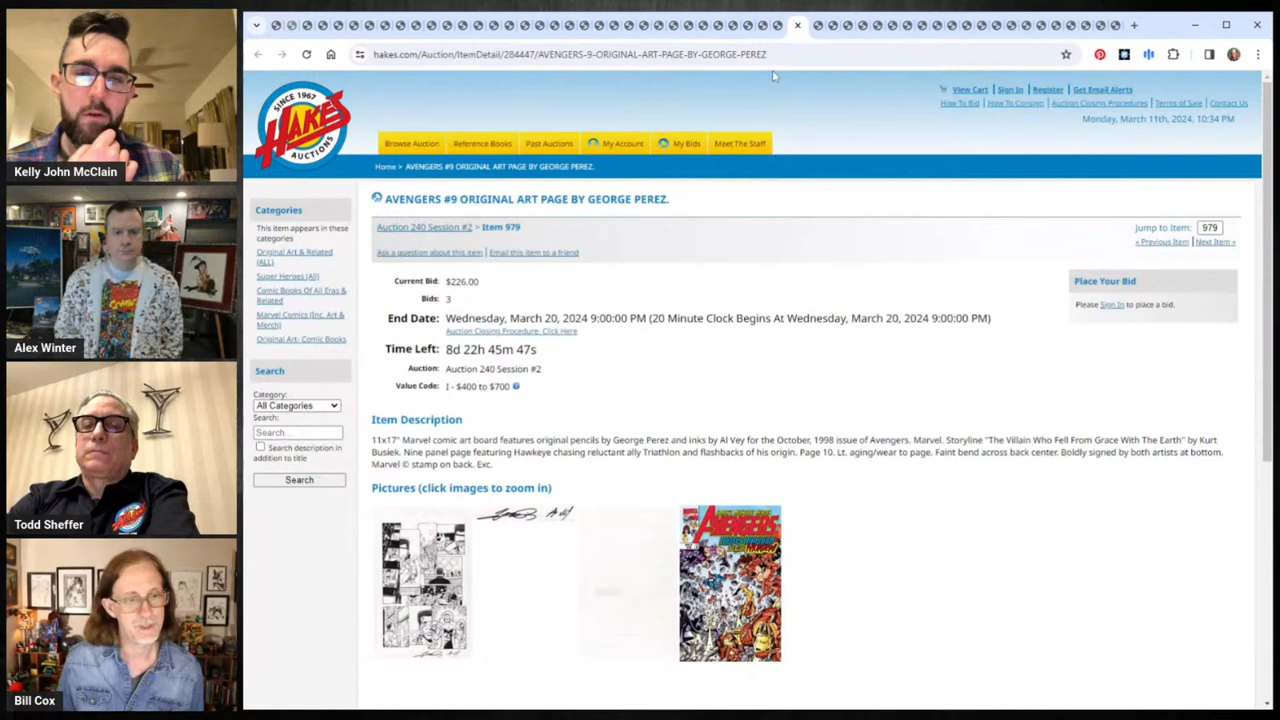 Kelly John McClain
Alex Winter
Todd Sheffer
Bill Cox
hakes.com/Auction/ItemDetail/284447/AVENGERS-9-ORIGINAL-ART-PAGE-BY-GEORGE-PEREZ
SINCE 1967
HAKES
AUCTIONS
View Cart | Sign In | Register | Get Email Alerts
How To Bid | How To Consign | Auction Closing Procedures | Terms of Sale | Contact Us
Monday, March 11th, 2024, 10:34 PM
Browse Auction Reference Books Past Auctions My Account My Bids Meet The Staff
Home > AVENGERS #9 ORIGINAL ART PAGE BY GEORGE PEREZ.
Categories
This item appears in these
categories
Original Art & Related
(ALL)
Super Heroes (All)
Comic Books Of All Eras &
Related
Marvel Comics (Inc. Art &
Merch)
Original Art- Comic Books
Search
Category:
All Categories
Search:
Search...
Search description in
addition to title
Search
AVENGERS #9 ORIGINAL ART PAGE BY GEORGE PEREZ.
Auction 240 Session #2 > Item 979
Jump to Item: 979
Ask a question about this item | Email this item to a friend
« Previous Item | Next Item »
Current Bid: $226.00
Bids: 3
End Date: Wednesday, March 20, 2024 9:00:00 PM (20 Minute Clock Begins At Wednesday, March 20, 2024 9:00:00 PM)
Auction Closing Procedure: Click Here
Time Left: 8d 22h 45m 47s
Auction: Auction 240 Session #2
Value Code: I - $400 to $700
Place Your Bid
Please Sign In to place a bid.
Item Description
11x17" Marvel comic art board features original pencils by George Perez and inks by Al Vey for the October, 1998 issue of Avengers. Marvel. Storyline "The Villain Who Fell From Grace With The Earth" by Kurt
Busiek. Nine panel page featuring Hawkeye chasing reluctant ally Triathlon and flashbacks of his origin. Page 10. Lt. aging/wear to page. Faint bend across back center. Boldly signed by both artists at bottom.
Marvel © stamp on back. Exc.
Pictures (click images to zoom in)
AVENGERS